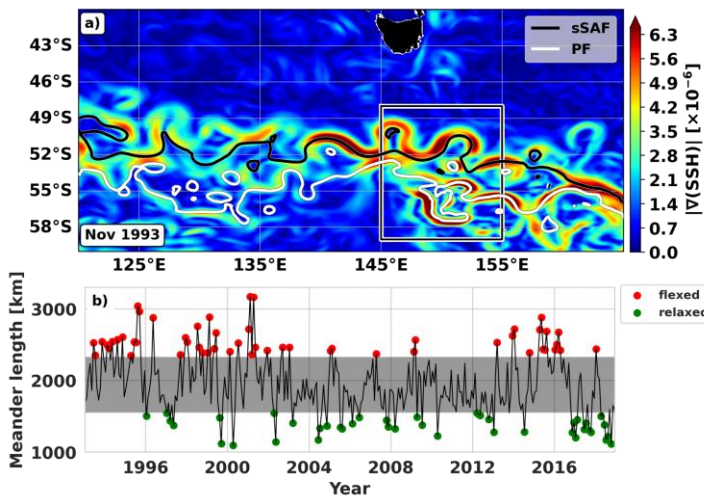 a)
sSAF
PF
43°S
46°S
49°S
52°S
55°S
58°S
Nov 1993
125°E
135°E
145°E
155°E
6.3
5.6
4.9
4.2
3.5
2.8
2.1
1.4
0.7
0.0
|∇(SSH)| [×10⁻⁶]
b)
flexed
relaxed
Meander length [km]
3000
2000
1000
1996
2000
2004
2008
2012
2016
Year